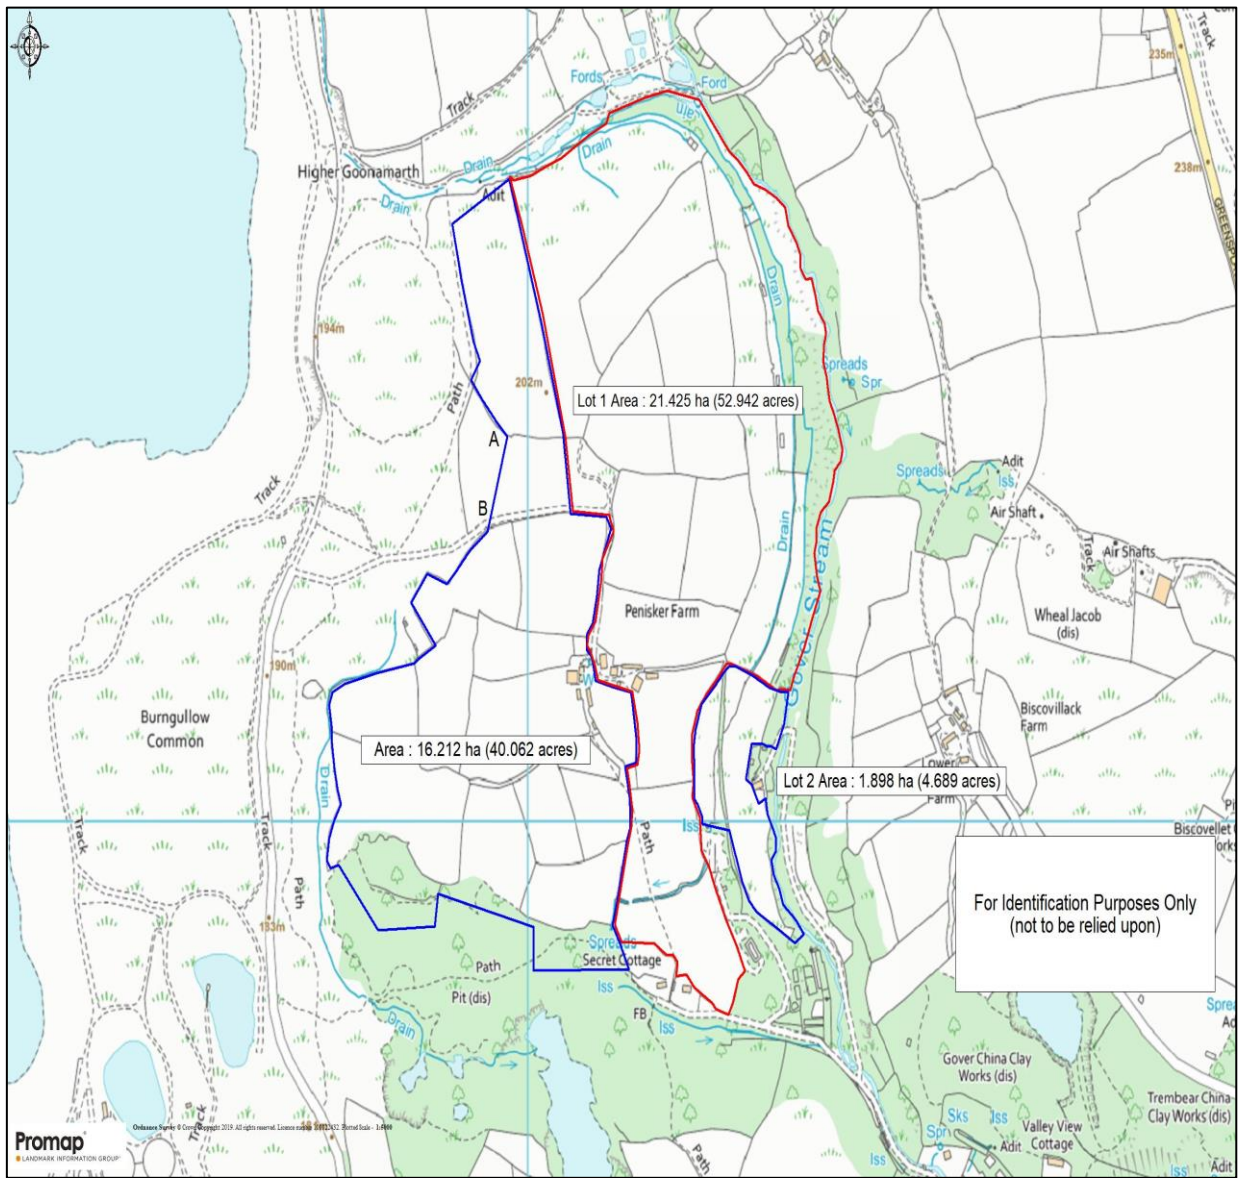 235m
Track
Fords
Ford
Track
238m
Drain
Drain
Higher Goonamarth
Drain
Adit
GREENSPL
Drain
194m
Spreads
Spr
202m
Path
Lot 1 Area : 21.425 ha (52.942 acres)
A
Spreads
Adit
Iss
Track
B
Air Shaft
Drain
Gover Stream
Track
Air Shafts
Penisker Farm
Wheal Jacob
(dis)
190m
W
Burngullow
Common
Biscovillack
Farm
Area : 16.212 ha (40.062 acres)
Lower
Farm
Lot 2 Area : 1.898 ha (4.689 acres)
Drain
Track
Track
Path
Path
Iss
Biscovellet
For Identification Purposes Only
(not to be relied upon)
Spreads
Secret Cottage
Path
Pit (dis)
Iss
FB
Iss
Drain
Gover China Clay
Works (dis)
Trembear China
Clay Works (dis)
Sks
Iss
Spr
Adit
Valley View
Cottage
Track
Path
Iss
Iss
Adit
Promap
LANDMARK INFORMATION GROUP